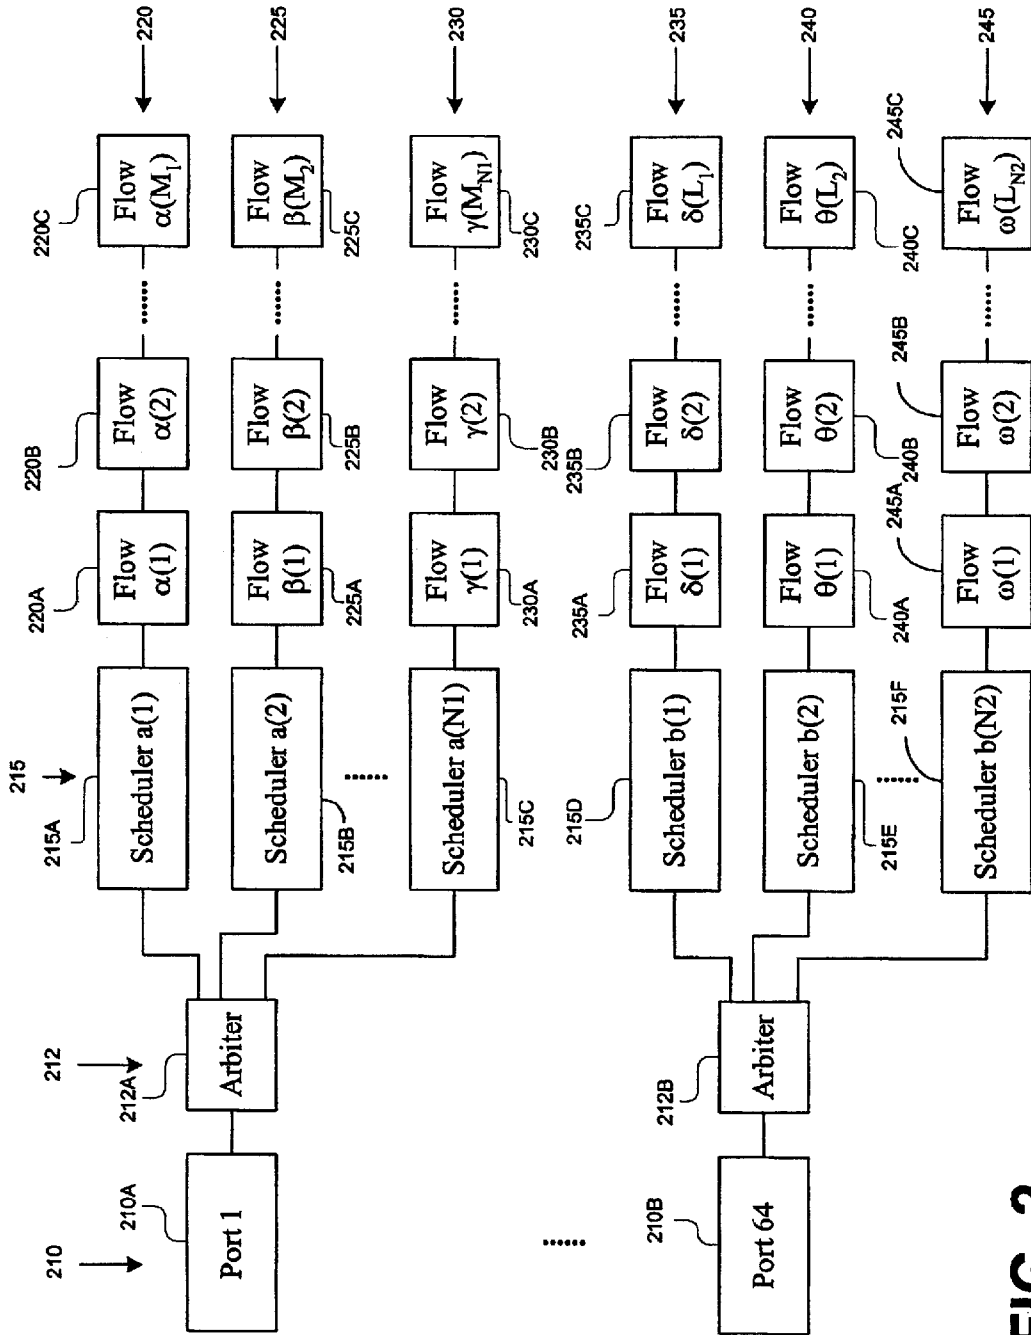 220
225
230
235
240
245
220C
Flow
α(M₁)
Flow
β(M₂)
225C
Flow
γ(M_N1)
230C
235C
Flow
δ(L₁)
Flow
θ(L₂)
240C
245C
Flow
ω(L_N2)
......
......
......
......
......
......
220B
Flow
α(2)
Flow
β(2)
225B
Flow
γ(2)
230B
235B
Flow
δ(2)
Flow
θ(2)
240B
245B
Flow
ω(2)
220A
Flow
α(1)
Flow
β(1)
225A
Flow
γ(1)
230A
235A
Flow
δ(1)
Flow
θ(1)
240A
245A
Flow
ω(1)
215
215A
Scheduler a(1)
Scheduler a(2)
215B
......
Scheduler a(N1)
215C
215D
Scheduler b(1)
Scheduler b(2)
215E
......
215F
Scheduler b(N2)
212
212A
Arbiter
212B
Arbiter
210
210A
Port 1
......
210B
Port 64
FIG. 2